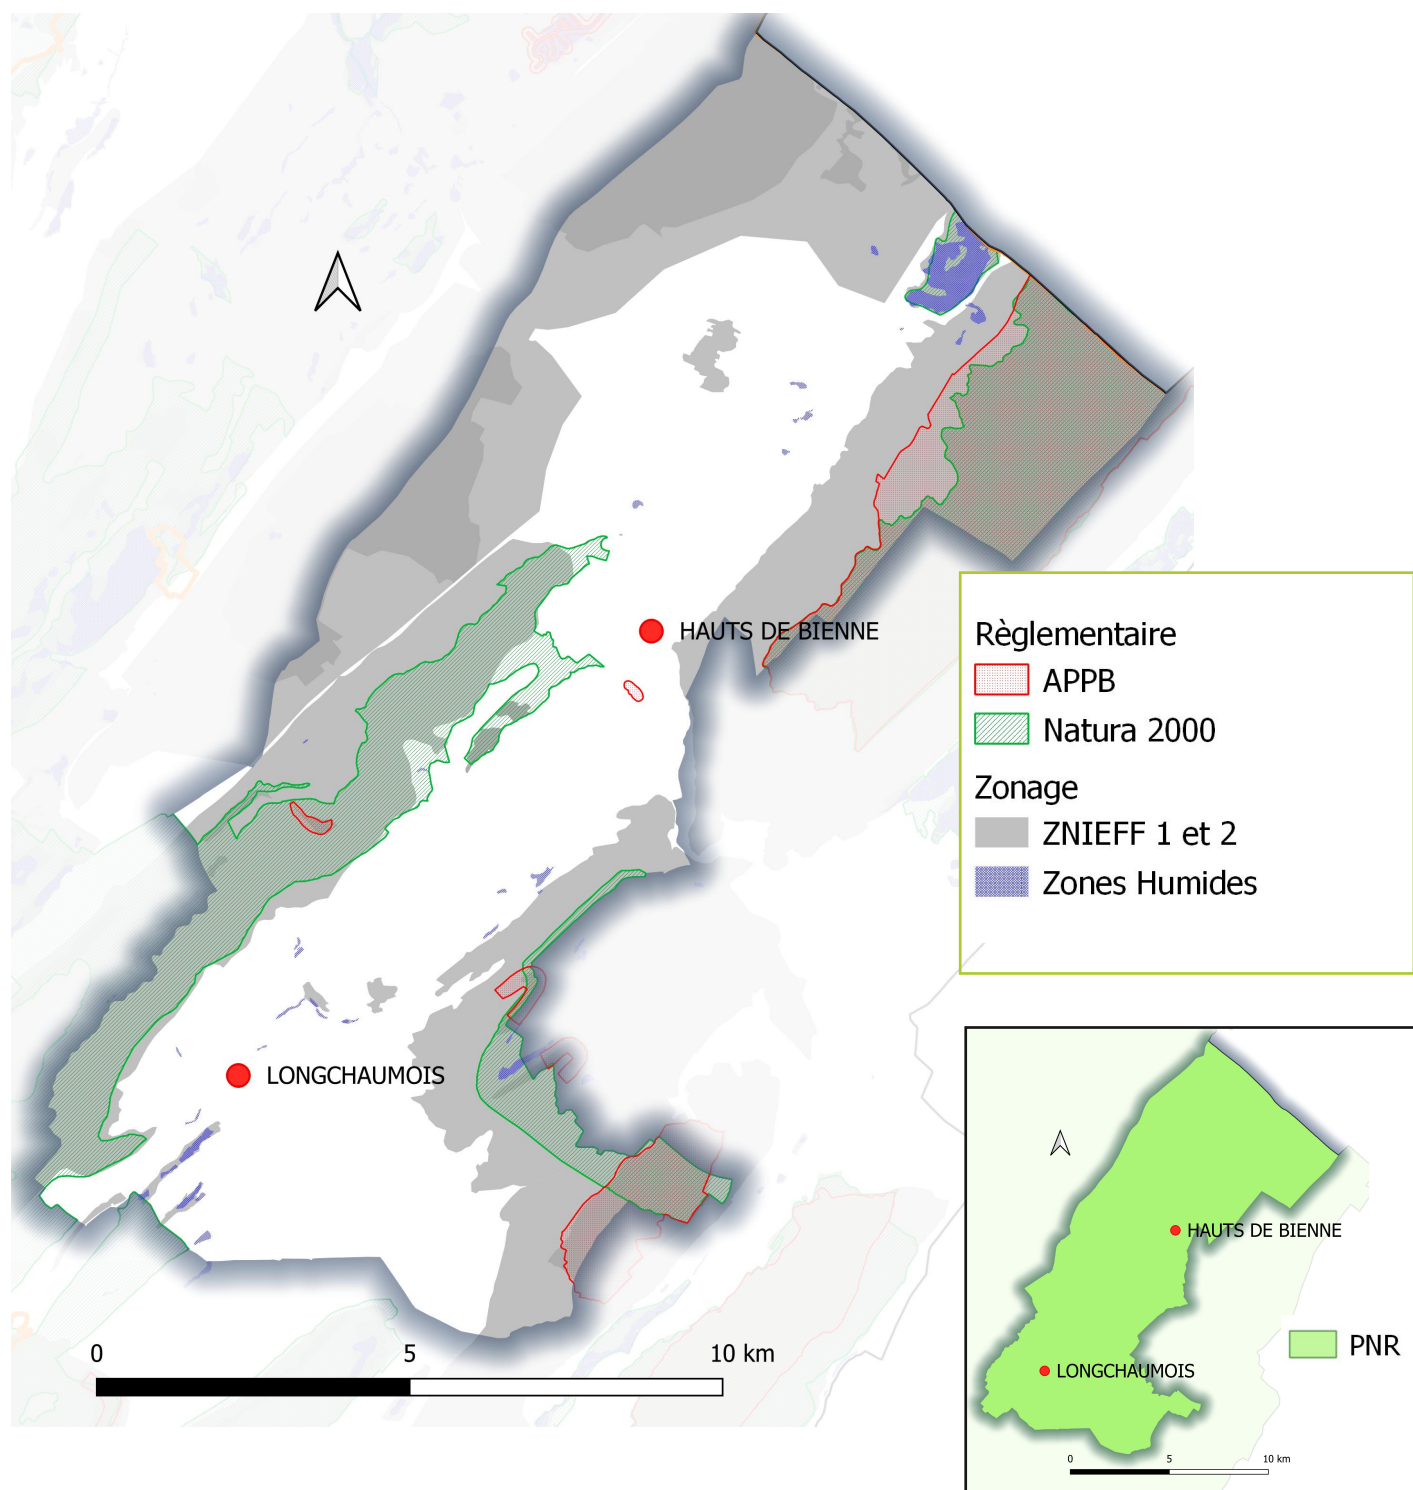 HAUTS DE BIENNE
LONGCHAUMOIS
0 5 10 km
Règlementaire
APPB
Natura 2000
Zonage
ZNIEFF 1 et 2
Zones Humides
HAUTS DE BIENNE
LONGCHAUMOIS
PNR
0 5 10 km